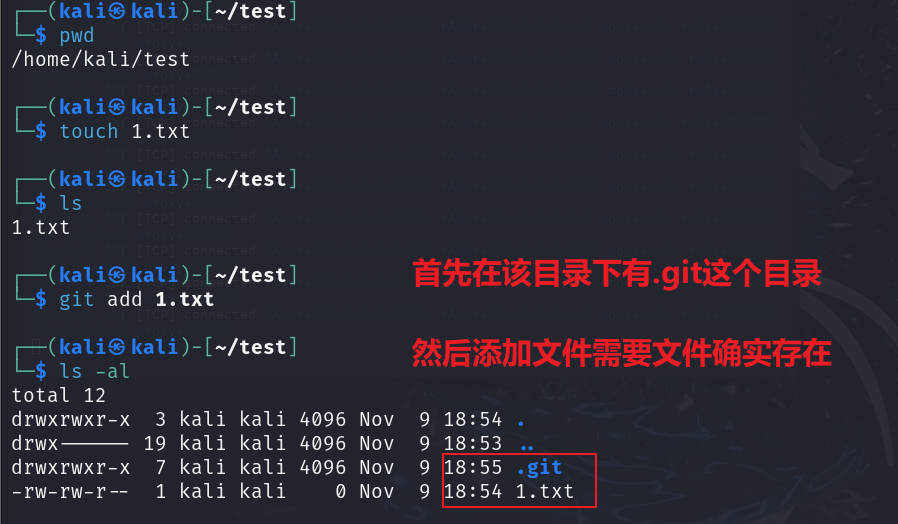 ┌──(kali㉿kali)-[~/test]
└─$ pwd
/home/kali/test
┌──(kali㉿kali)-[~/test]
└─$ touch 1.txt
┌──(kali㉿kali)-[~/test]
└─$ ls
1.txt
┌──(kali㉿kali)-[~/test]
└─$ git add 1.txt
首先在该目录下有.git这个目录
┌──(kali㉿kali)-[~/test]
└─$ ls -al
然后添加文件需要文件确实存在
total 12
drwxrwxr-x  3 kali kali 4096 Nov  9 18:54 .
drwx------ 19 kali kali 4096 Nov  9 18:53 ..
drwxrwxr-x  7 kali kali 4096 Nov  9 18:55 .git
-rw-rw-r--  1 kali kali    0 Nov  9 18:54 1.txt